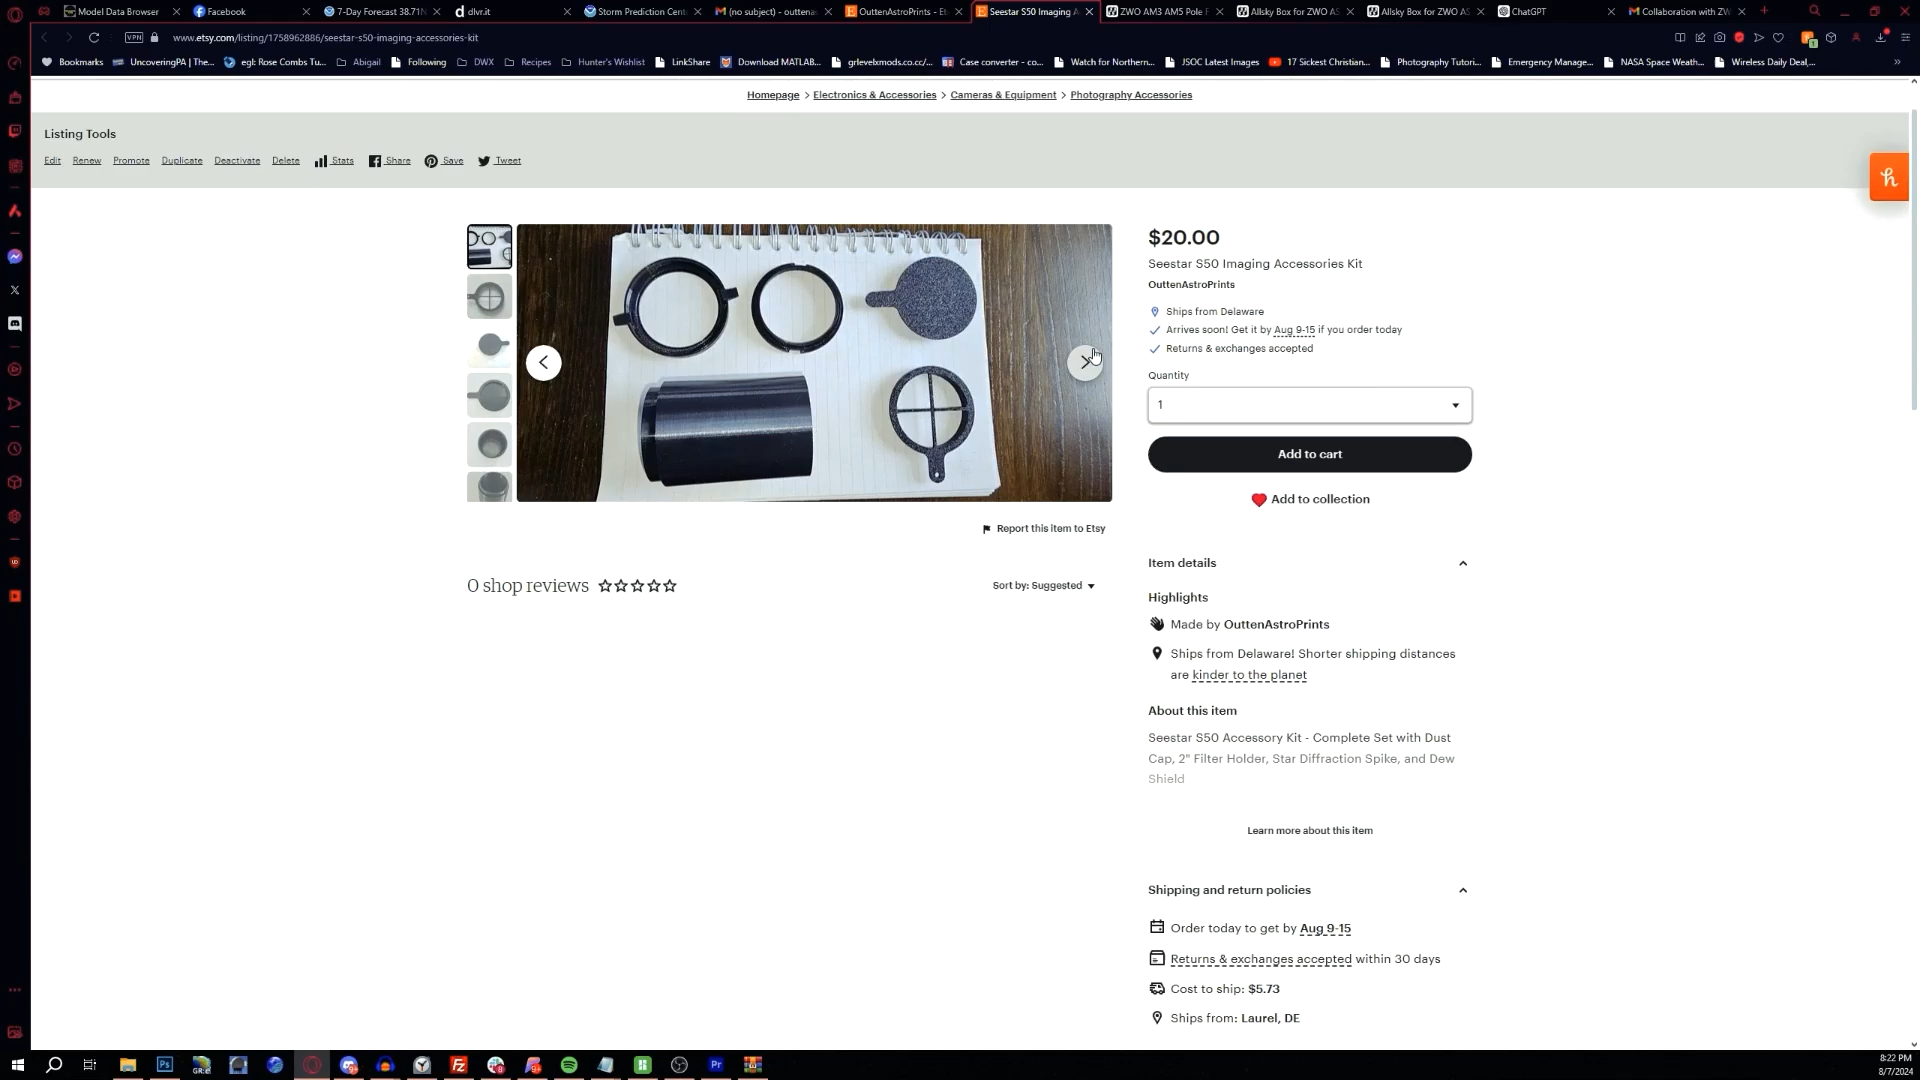 Model Data Browser
Facebook
7-Day Forecast 38.71N
dlvr.it
Storm Prediction Cent
(no subject) - outtena
OuttenAstroPrints - Et
Seestar S50 Imaging A
ZWO AM3 AM5 Pole F
Allsky Box for ZWO AS
Allsky Box for ZWO AS
ChatGPT
Collaboration with ZW
VPN
www.etsy.com/listing/1758962886/seestar-s50-imaging-accessories-kit
Bookmarks
UncoveringPA | The...
egl: Rose Combs Tu...
Abigail
Following
DWX
Recipes
Hunter's Wishlist
LinkShare
Download MATLAB...
grlevelxmods.co.cc/...
Case converter - co...
Watch for Northern...
JSOC Latest Images
17 Sickest Christian...
Photography Tutori...
Emergency Manage...
NASA Space Weath...
Wireless Daily Deal,...
Homepage > Electronics & Accessories > Cameras & Equipment > Photography Accessories
Listing Tools
Edit Renew Promote Duplicate Deactivate Delete Stats Share Save Tweet
$20.00
Seestar S50 Imaging Accessories Kit
OuttenAstroPrints
Ships from Delaware
Arrives soon! Get it by Aug 9-15 if you order today
Returns & exchanges accepted
Quantity
1
Add to cart
Add to collection
Report this item to Etsy
0 shop reviews
Sort by: Suggested
Item details
Highlights
Made by OuttenAstroPrints
Ships from Delaware! Shorter shipping distances
are kinder to the planet
About this item
Seestar S50 Accessory Kit - Complete Set with Dust
Cap, 2" Filter Holder, Star Diffraction Spike, and Dew
Shield
Learn more about this item
Shipping and return policies
Order today to get by Aug 9-15
Returns & exchanges accepted within 30 days
Cost to ship: $5.73
Ships from: Laurel, DE
8:22 PM
8/7/2024